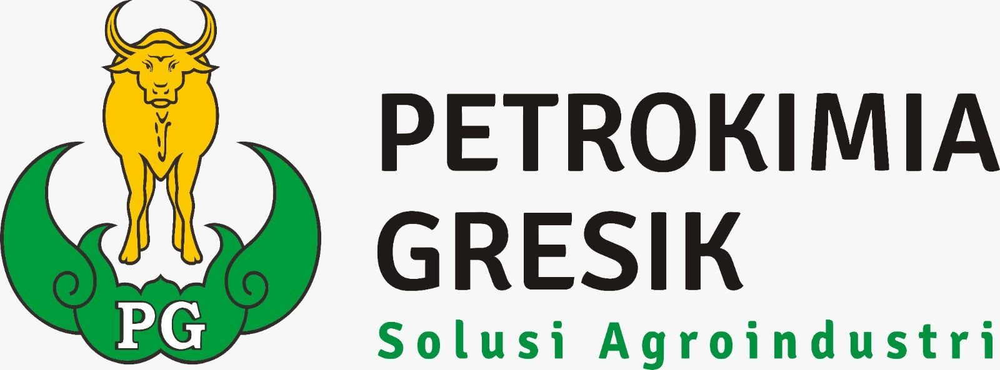 PG
PETROKIMIA
GRESIK
Solusi Agroindustri